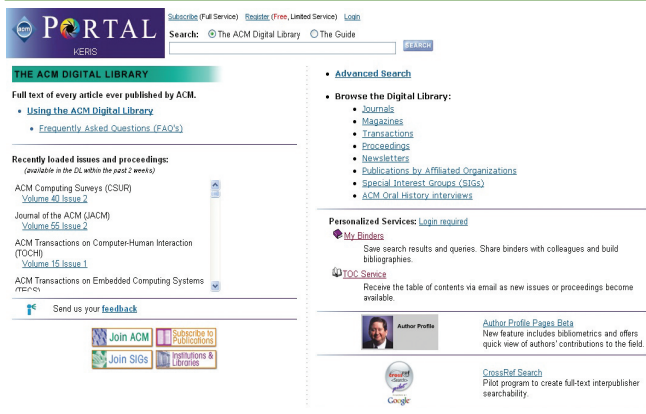 acm PORTAL
KERIS
Subscribe (Full Service) Register (Free, Limited Service) Login
Search: The ACM Digital Library The Guide
SEARCH
THE ACM DIGITAL LIBRARY
Full text of every article ever published by ACM.
Using the ACM Digital Library
Frequently Asked Questions (FAQ's)
Recently loaded issues and proceedings:
(available in the DL within the past 2 weeks)
ACM Computing Surveys (CSUR)
Volume 40 Issue 2
Journal of the ACM (JACM)
Volume 55 Issue 2
ACM Transactions on Computer-Human Interaction
(TOCHI)
Volume 15 Issue 1
ACM Transactions on Embedded Computing Systems
(TECS)
Send us your feedback
Join ACM
Subscribe to
Publications
Join SIGs
Institutions &
Libraries
Advanced Search
Browse the Digital Library:
Journals
Magazines
Transactions
Proceedings
Newsletters
Publications by Affiliated Organizations
Special Interest Groups (SIGs)
ACM Oral History interviews
Personalized Services: Login required
My Binders
Save search results and queries. Share binders with colleagues and build
bibliographies.
TOC Service
Receive the table of contents via email as new issues or proceedings become
available.
Author Profile
Author Profile Pages Beta
New feature includes bibliometrics and offers
quick view of authors' contributions to the field.
crossref
Search
pilot
Google
CrossRef Search
Pilot program to create full-text interpublisher
searchability.